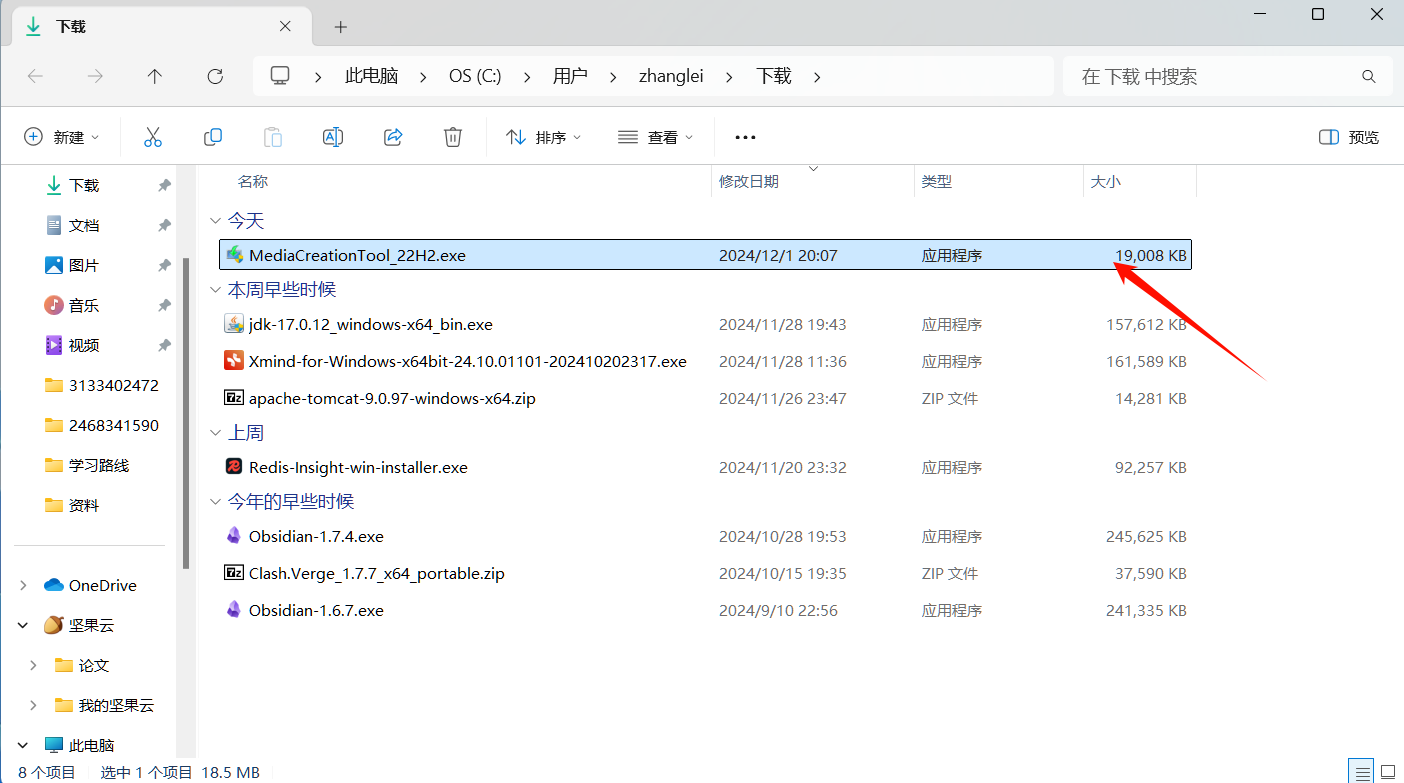 下载
此电脑 OS (C:) 用户 zhanglei 下载 在 下载 中搜索
新建 排序 查看 预览
下载
文档
图片
音乐
视频
3133402472
2468341590
学习路线
资料
OneDrive
坚果云
论文
我的坚果云
此电脑
名称 修改日期 类型 大小
今天
MediaCreationTool_22H2.exe 2024/12/1 20:07 应用程序 19,008 KB
本周早些时候
jdk-17.0.12_windows-x64_bin.exe 2024/11/28 19:43 应用程序 157,612 KB
Xmind-for-Windows-x64bit-24.10.01101-202410202317.exe 2024/11/28 11:36 应用程序 161,589 KB
apache-tomcat-9.0.97-windows-x64.zip 2024/11/26 23:47 ZIP 文件 14,281 KB
上周
Redis-Insight-win-installer.exe 2024/11/20 23:32 应用程序 92,257 KB
今年的早些时候
Obsidian-1.7.4.exe 2024/10/28 19:53 应用程序 245,625 KB
Clash.Verge_1.7.7_x64_portable.zip 2024/10/15 19:35 ZIP 文件 37,590 KB
Obsidian-1.6.7.exe 2024/9/10 22:56 应用程序 241,335 KB
8 个项目 选中 1 个项目 18.5 MB